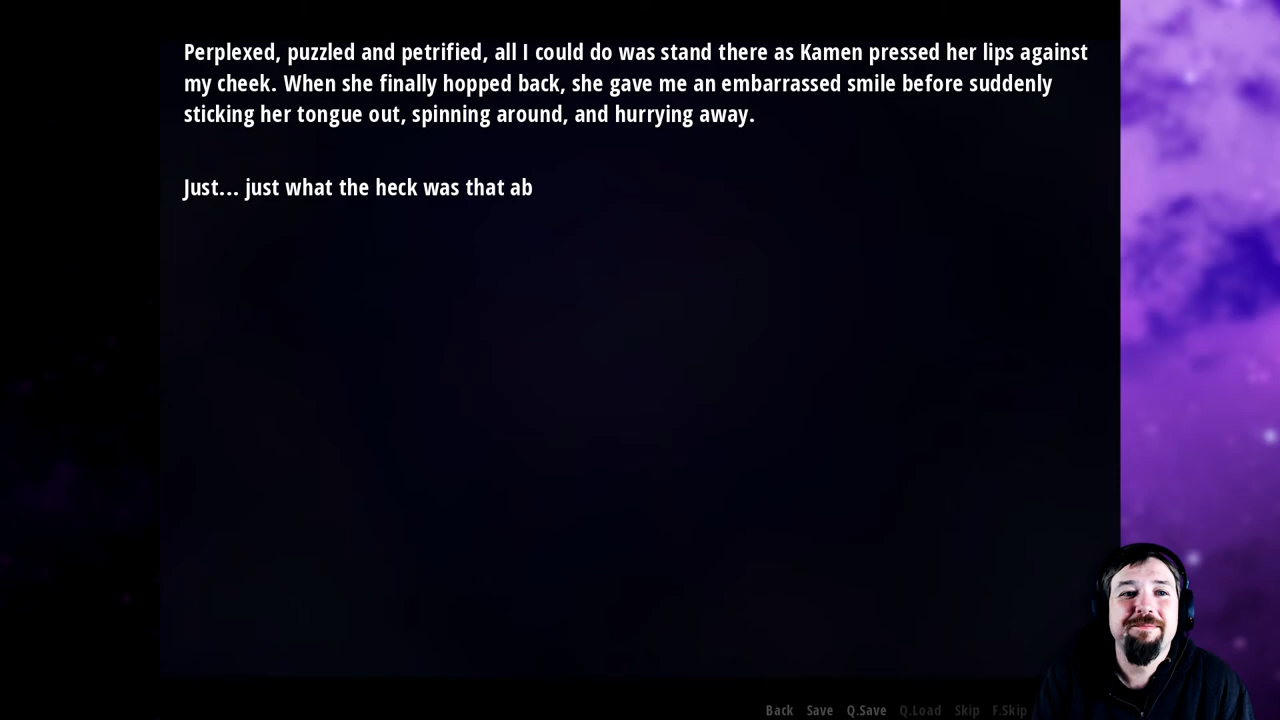 Perplexed, puzzled and petrified, all I could do was stand there as Kamen pressed her lips against
my cheek. When she finally hopped back, she gave me an embarrassed smile before suddenly
sticking her tongue out, spinning around, and hurrying away.
Just... just what the heck was that ab
Back Save Q.Save Q.Load Skip F.Skip